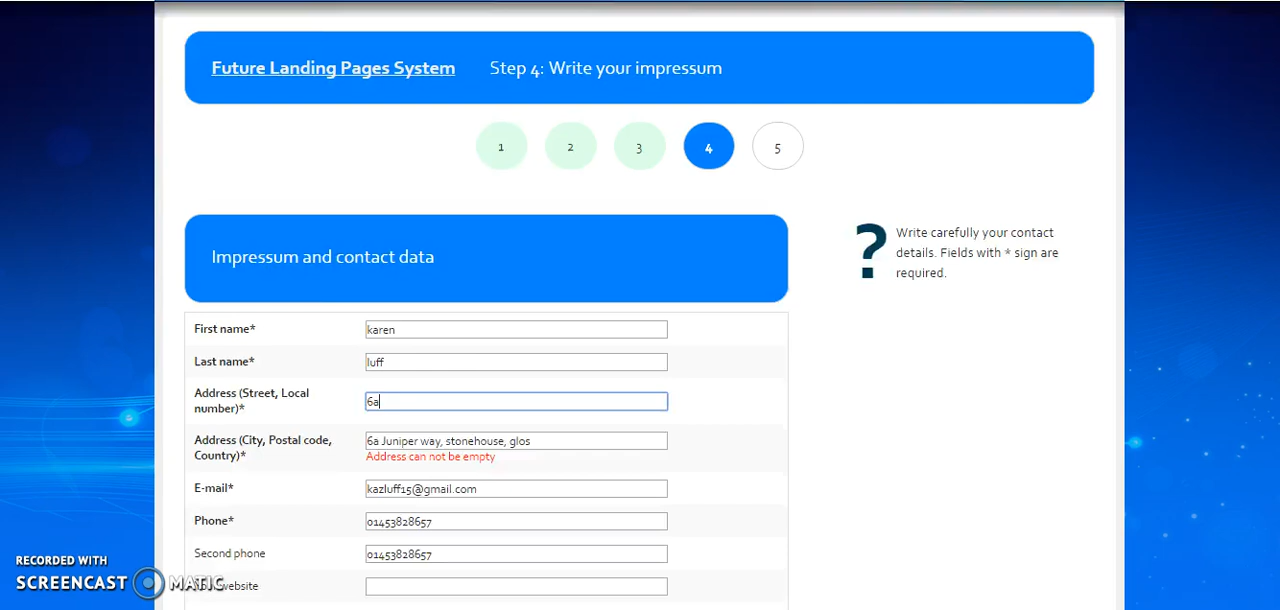 Future Landing Pages System Step 4: Write your impressum
1 2 3 4 5
Impressum and contact data
? Write carefully your contact
details. Fields with * sign are
required.
First name* karen
Last name* luff
Address (Street, Local
number)* 6a
Address (City, Postal code,
Country)* 6a Juniper way, stonehouse, glos
Address can not be empty
E-mail* kazluff15@gmail.com
Phone* 01453828657
Second phone 01453828657
website
RECORDED WITH
SCREENCAST MATIC